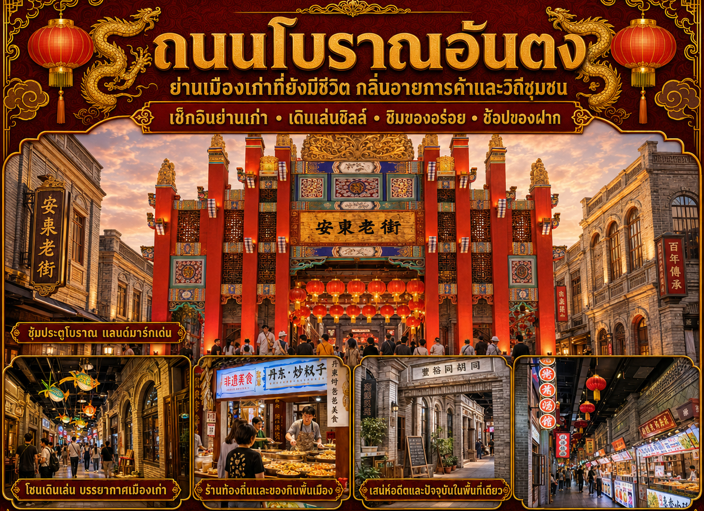 ถนนโบราณอันตง
ย่านเมืองเก่าที่ยังมีชีวิต กลิ่นอายการค้าและวิถีชุมชน
เช็กอินย่านเก่า • เดินเล่นชิลล์ • ชิมของอร่อย • ช้อปของฝาก
安東老街
安東老街
百年傳承
ซุ้มประตูโบราณ แลนด์มาร์กเด่น
非遗美食
丹东·炒叉子
豐裕同胡同
โซนเดินเล่น บรรยากาศเมืองเก่า
ร้านท้องถิ่นและของกินพื้นเมือง
เสน่ห์อดีตและปัจจุบันในพื้นที่เดียว